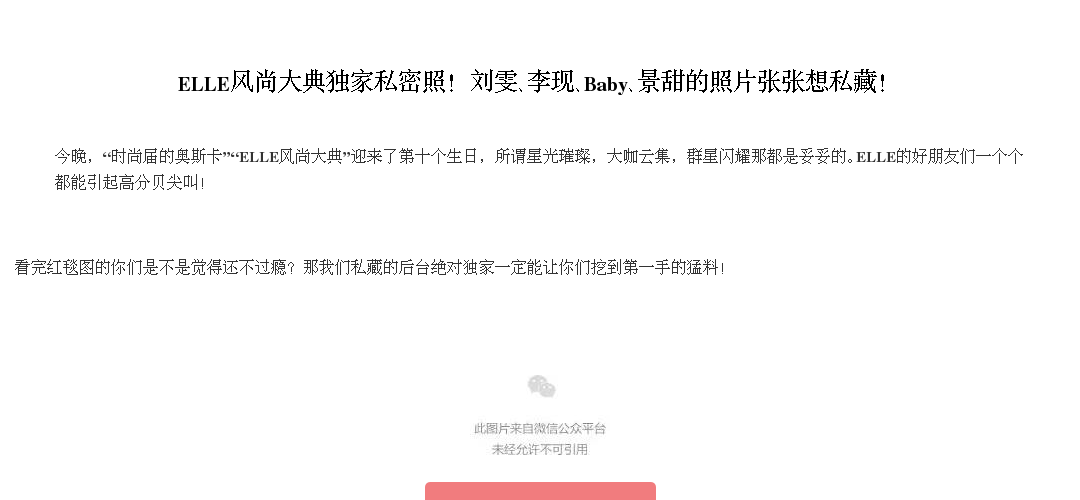 ELLE风尚大典独家私密照！刘雯、李现、Baby、景甜的照片张张想私藏！
今晚，“时尚届的奥斯卡”“ELLE风尚大典”迎来了第十个生日，所谓星光璀璨，大咖云集，群星闪耀那都是妥妥的。ELLE的好朋友们一个个
都能引起高分贝尖叫！
看完红毯图的你们是不是觉得还不过瘾？那我们私藏的后台绝对独家一定能让你们挖到第一手的猛料！
此图片来自微信公众平台
未经允许不可引用